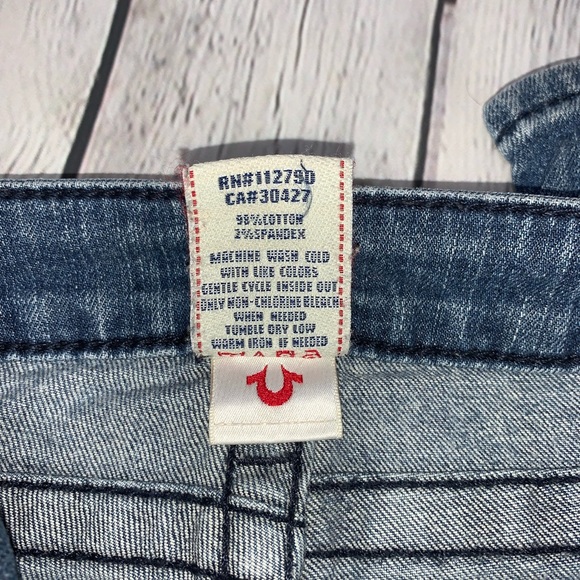 RN#112790
CA#30427
98%COTTON
2%SPANDEX
MACHINE WASH COLD
WITH LIKE COLORS
GENTLE CYCLE INSIDE OUT
ONLY NON-CHLORINE BLEACH
WHEN NEEDED
TUMBLE DRY LOW
WARM IRON IF NEEDED